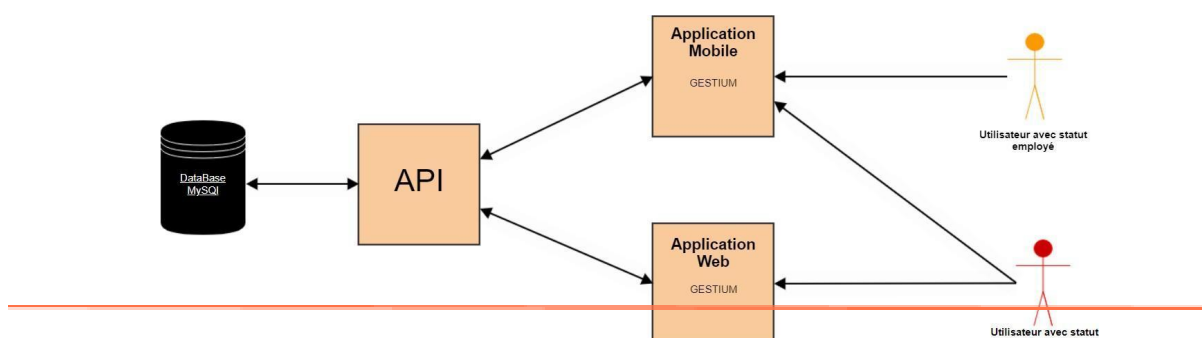 Application
Mobile
GESTIUM
Utilisateur avec statut
employé
DataBase
MySQl
API
Application
Web
GESTIUM
Utilisateur avec statut